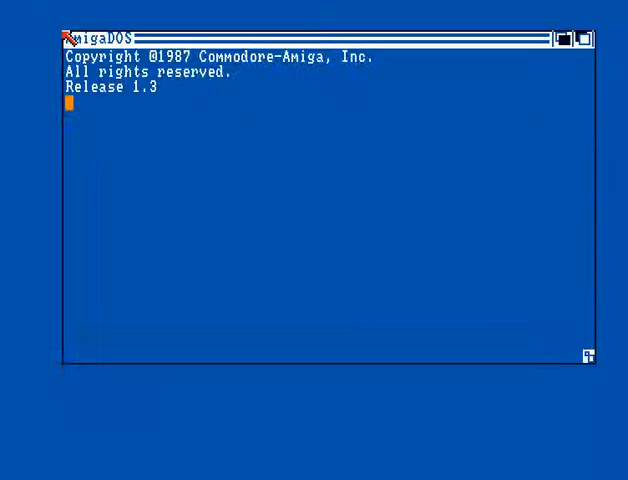 AmigaDOS
Copyright ©1987 Commodore-Amiga, Inc.
All rights reserved.
Release 1.3